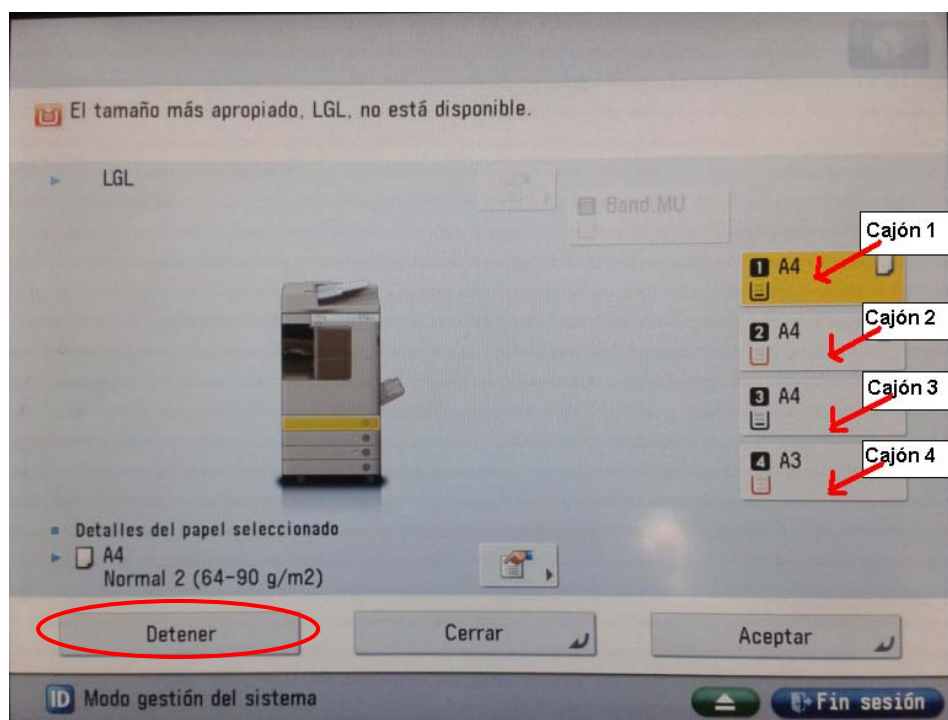 El tamaño más apropiado, LGL, no está disponible.
LGL
Band.MU
Cajón 1
1 A4
Cajón 2
2 A4
Cajón 3
3 A4
Cajón 4
4 A3
Detalles del papel seleccionado
A4
Normal 2 (64-90 g/m2)
Detener
Cerrar
Aceptar
ID Modo gestión del sistema
Fin sesión